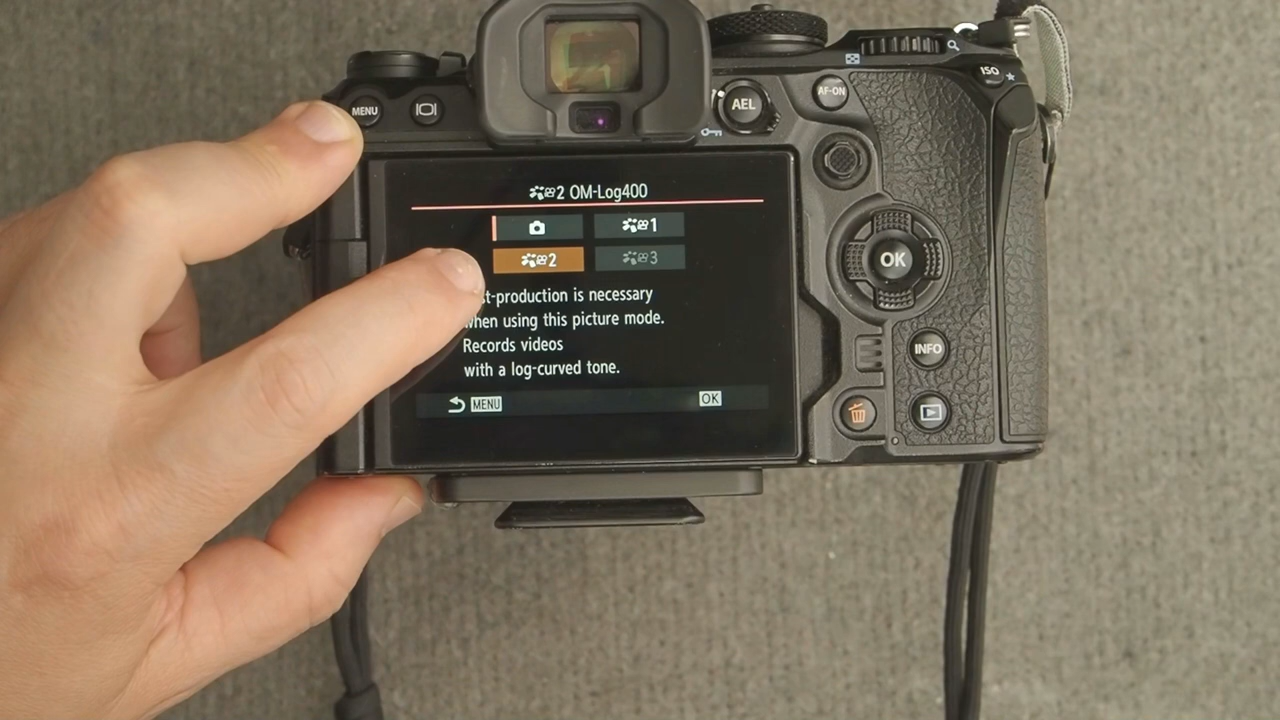 MENU
AEL
AF-ON
ISO
2 OM-Log400
1
2
3
-production is necessary
when using this picture mode.
Records videos
with a log-curved tone.
MENU
OK
OK
INFO